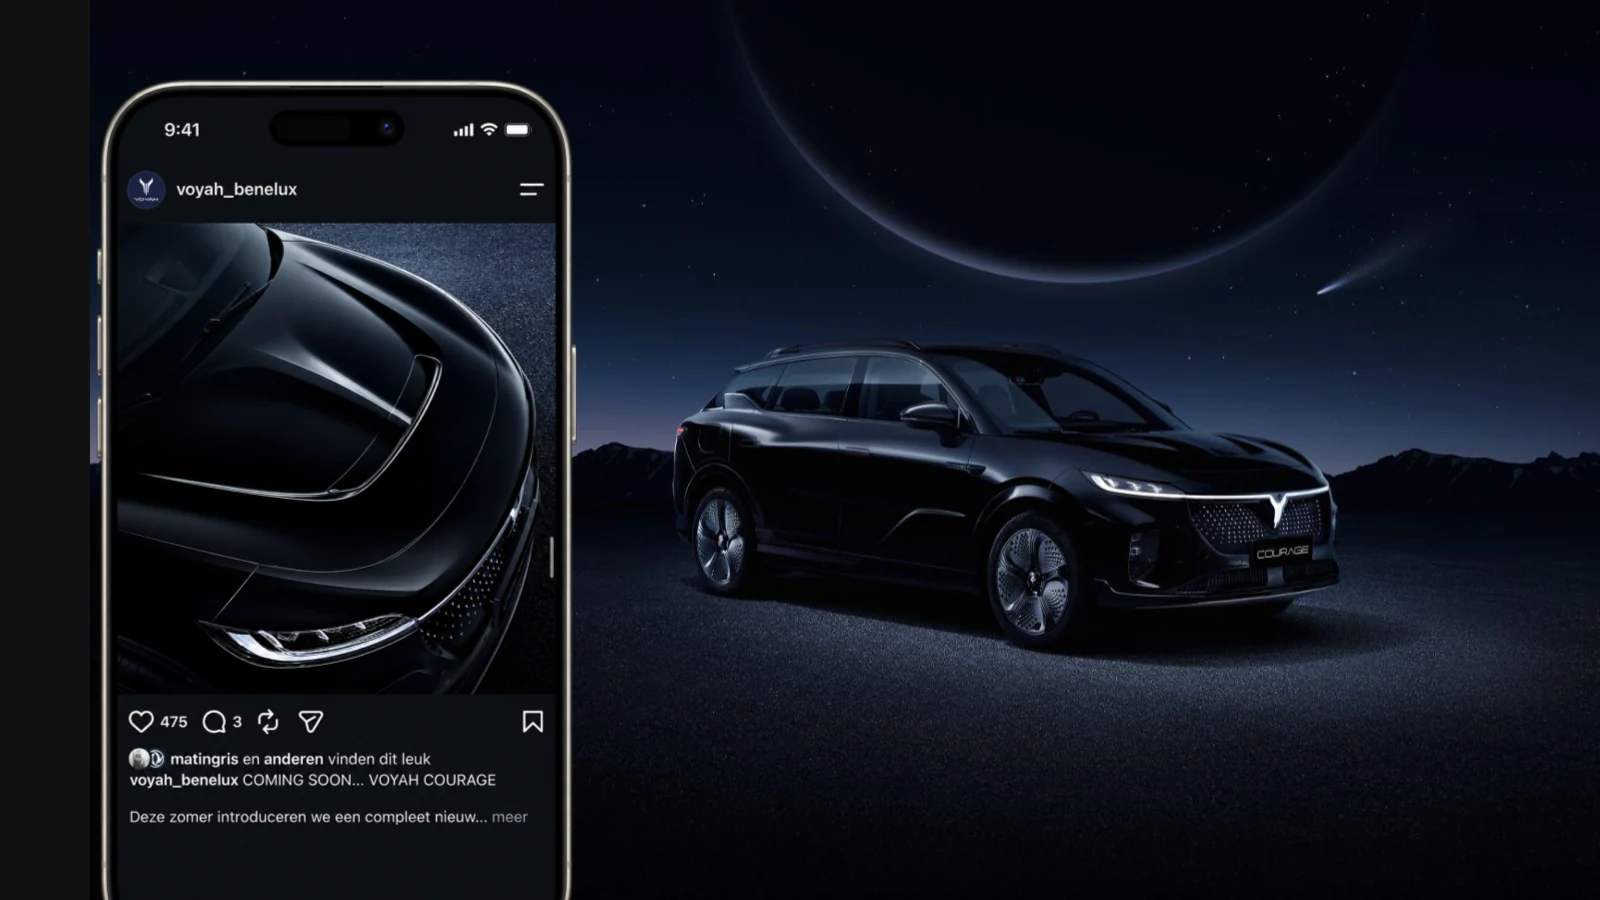 9:41
VOYAH
voyah_benelux
475
3
matingris en anderen vinden dit leuk
voyah_benelux COMING SOON... VOYAH COURAGE
Deze zomer introduceren we een compleet nieuw... meer
COURAGE